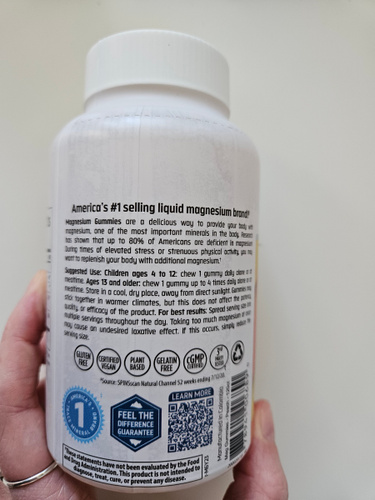 America's #1 selling liquid magnesium brand!*
Magnesium Gummies are a delicious way to provide your body with
magnesium, one of the most important minerals in the body. Research
has shown that up to 80% of Americans are deficient in magnesium.
During times of elevated stress or strenuous physical activity, you may
want to replenish your body with additional magnesium.
Suggested Use: Children ages 4 to 12: chew 1 gummy daily alone or at
mealtime. Ages 13 and older: chew 1 gummy up to 4 times daily alone or at
mealtime. Store in a cool, dry place, away from direct sunlight. Gummies may
stick together in warmer climates, but this does not affect the potency,
quality, or efficacy of the product. For best results: Spread serving size into
multiple servings throughout the day. Taking too much magnesium at once
may cause an undesired laxative effect. If this occurs, simply reduce the
serving size.
GLUTEN
FREE
CERTIFIED
VEGAN
PLANT
BASED
GELATIN
FREE
cGMP
CERTIFIED
*Source: SPINSscan Natural Channel 52 weeks ending
AMERICA'S
#
1
MINERAL BRAND
FEEL THE
DIFFERENCE
GUARANTEE
LEARN MORE
Manufactured in Colorado
These statements have not been evaluated by the Food
and Drug Administration. This product is not intended to
diagnose, treat, cure, or prevent any disease.